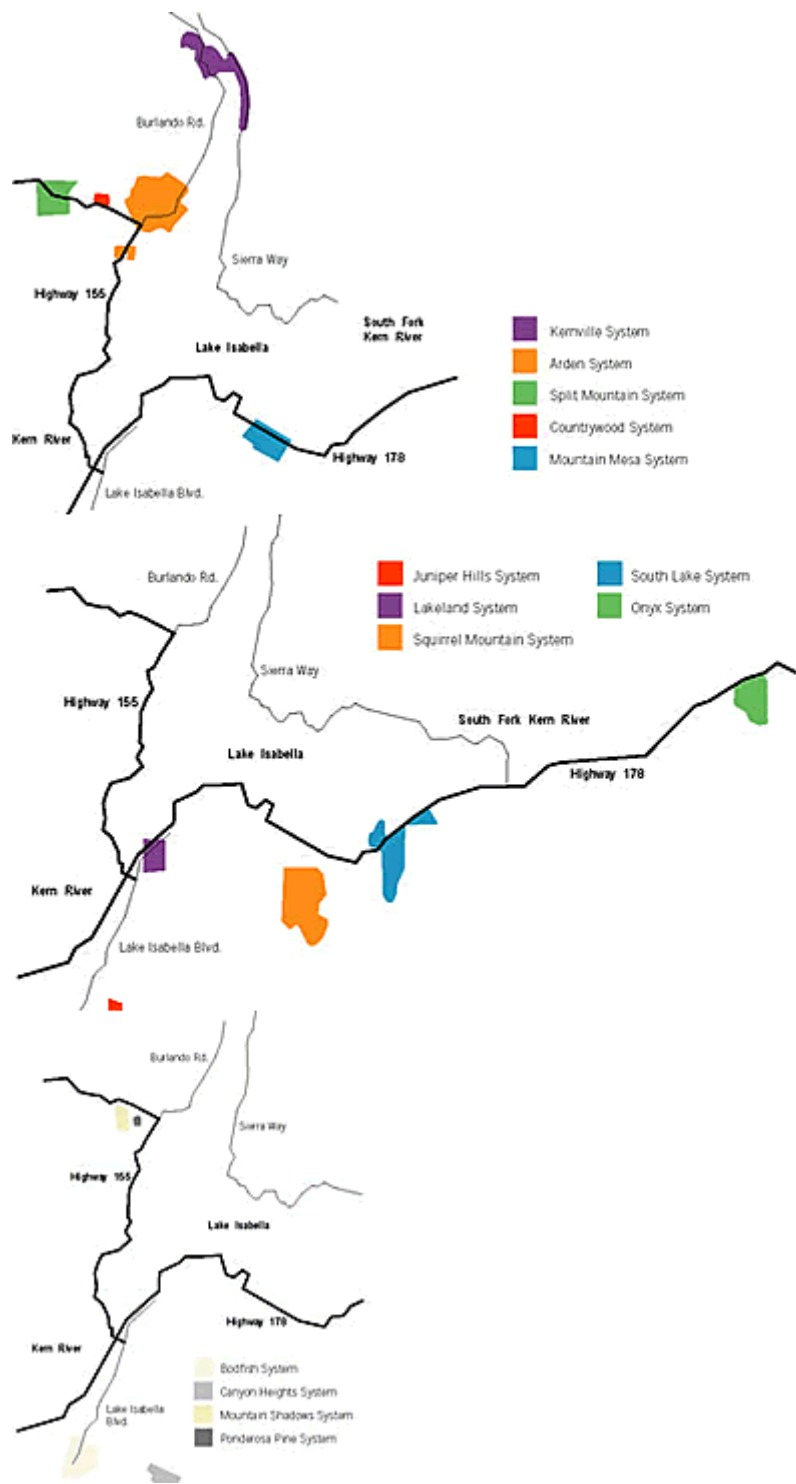 Burlando Rd.
Highway 155
Sierra Way
South Fork
Kern River
Lake Isabella
Kern River
Highway 178
Lake Isabella Blvd.
Kernville System
Arden System
Split Mountain System
Countrywood System
Mountain Mesa System
Burlando Rd.
Juniper Hills System
Lakeland System
Squirrel Mountain System
South Lake System
Onyx System
Sierra Way
Highway 155
South Fork Kern River
Lake Isabella
Highway 178
Kern River
Lake Isabella Blvd.
Burlando Rd.
Sierra Way
Highway 155
Lake Isabella
Highway 178
Kern River
Lake Isabella
Blvd.
Bodfish System
Canyon Heights System
Mountain Shadows System
Ponderosa Pine System